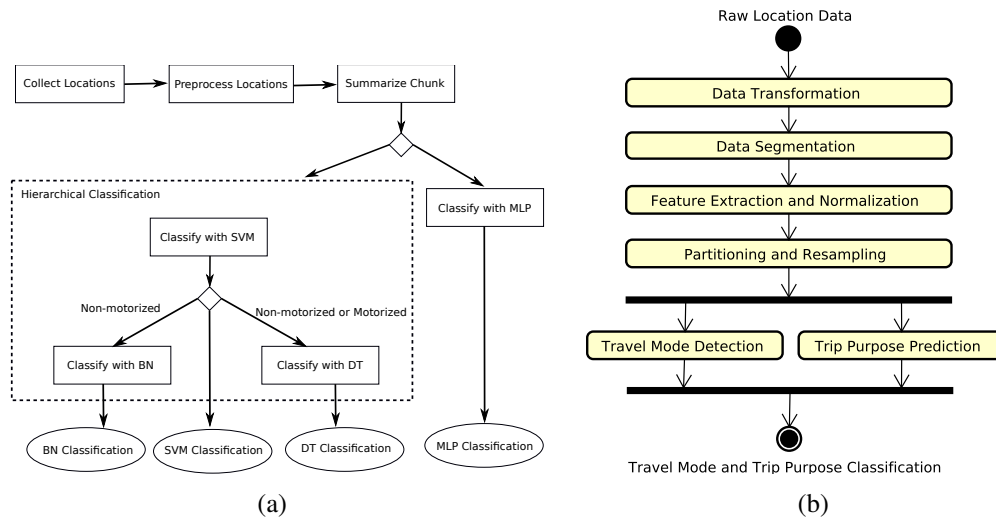 Collect Locations
Preprocess Locations
Summarize Chunk
Hierarchical Classification
Classify with MLP
Classify with SVM
Non-motorized
Non-motorized or Motorized
Classify with BN
Classify with DT
BN Classification
SVM Classification
DT Classification
MLP Classification
(a)
Raw Location Data
Data Transformation
Data Segmentation
Feature Extraction and Normalization
Partitioning and Resampling
Travel Mode Detection
Trip Purpose Prediction
Travel Mode and Trip Purpose Classification
(b)